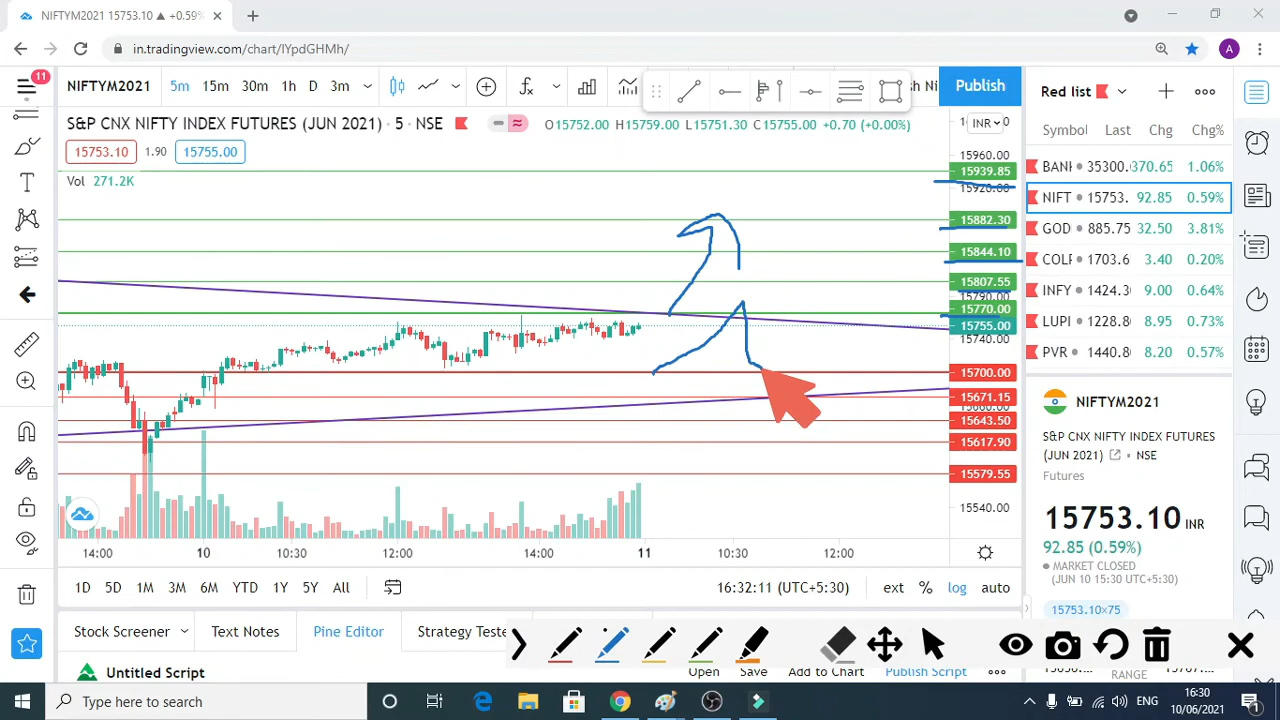 NIFTYM2021 15753.10 ▲ +0.59%
in.tradingview.com/chart/IYpdGHMh/
A
11
NIFTYM2021 5m 15m 30m 1h D 3m
Publish
Red list
S&P CNX NIFTY INDEX FUTURES (JUN 2021) · 5 · NSE
O15752.00 H15759.00 L15751.30 C15755.00 +0.70 (+0.00%)
INR
15753.10 1.90 15755.00
Vol 271.2K
15960.00
15939.85
15920.00
15882.30
15844.10
15807.55
15790.00
15770.00
15755.00
15740.00
15700.00
15671.15
15643.50
15617.90
15579.55
15540.00
14:00 10 10:30 12:00 14:00 11 10:30 12:00
1D 5D 1M 3M 6M YTD 1Y 5Y All
16:32:11 (UTC+5:30) ext % log auto
Symbol Last Chg Chg%
BANK 35300. 370.65 1.06%
NIFT 15753. 92.85 0.59%
GOD 885.75 32.50 3.81%
COLF 1703.6 3.40 0.20%
INFY 1424.3 9.00 0.64%
LUPI 1228.8 8.95 0.73%
PVR 1440.8 8.20 0.57%
NIFTYM2021
S&P CNX NIFTY INDEX FUTURES
(JUN 2021) · NSE
Futures
15753.10 INR
92.85 (0.59%)
MARKET CLOSED
(JUN 10 15:30 UTC+5:30)
15753.10×75
RANGE
Stock Screener Text Notes Pine Editor Strategy Teste
Untitled Script
Open Save Add to Chart Publish Script
Type here to search
ENG
16:30
10/06/2021
1